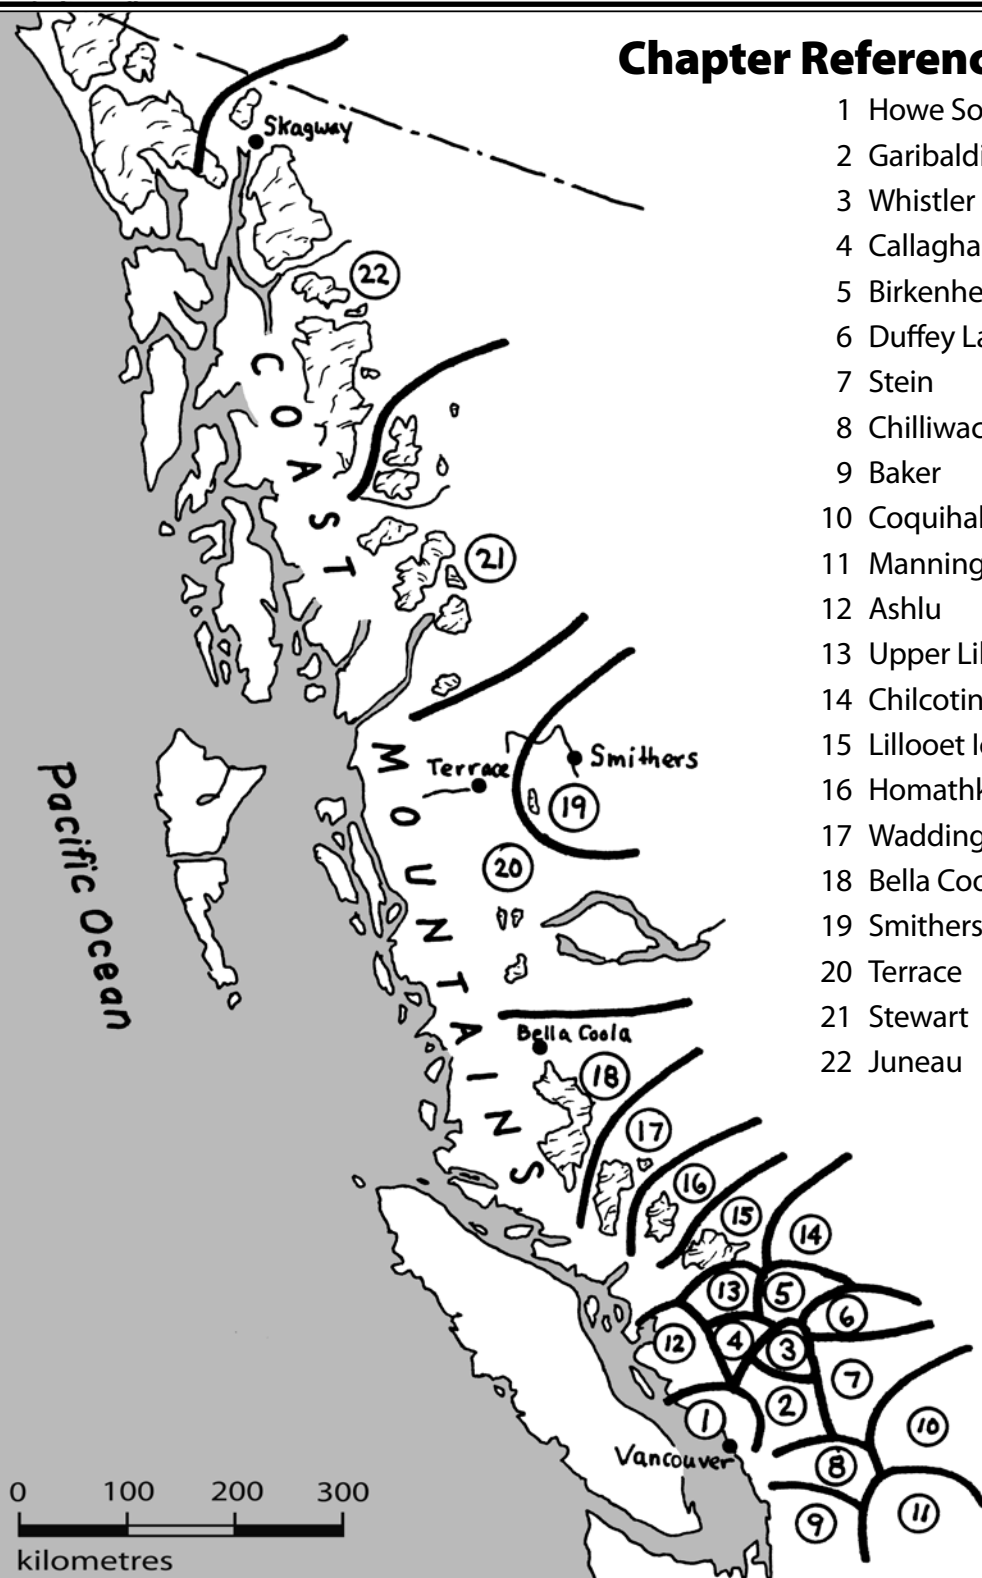 Chapter Referenc
1 Howe So
2 Garibaldi
3 Whistler
4 Callagha
5 Birkenhe
6 Duffey La
7 Stein
8 Chilliwac
9 Baker
10 Coquihal
11 Manning
12 Ashlu
13 Upper Lil
14 Chilcotin
15 Lillooet I
16 Homathk
17 Wadding
18 Bella Coo
19 Smithers
20 Terrace
21 Stewart
22 Juneau
Skagway
22
COAST
21
MOUNTAINS
Terrace
Smithers
19
20
Pacific Ocean
Bella Coola
18
17
16
15
14
13
5
6
12
4
3
7
2
1
10
Vancouver
8
9
11
0 100 200 300
kilometres